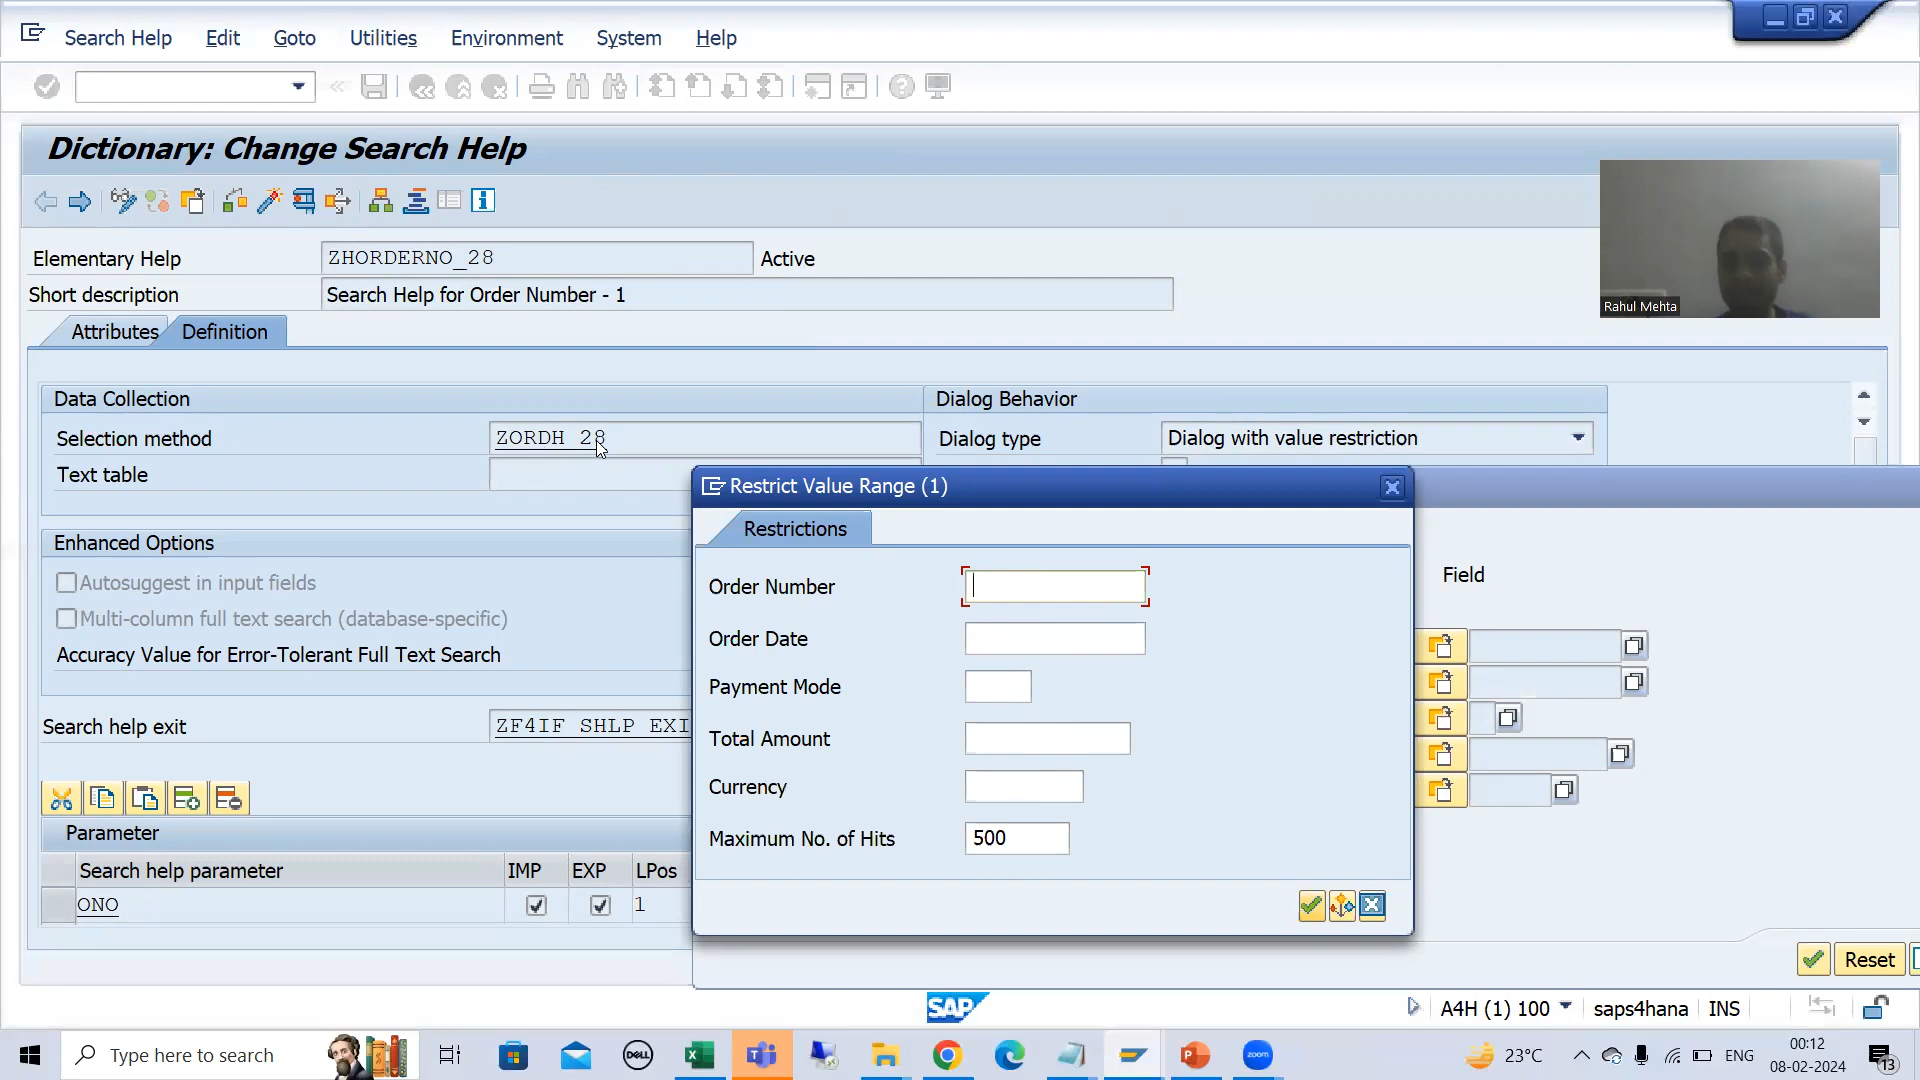 Search Help Edit Goto Utilities Environment System Help
Dictionary: Change Search Help
Elementary Help ZHORDERNO_28 Active
Short description Search Help for Order Number - 1
Rahul Mehta
Attributes Definition
Data Collection Dialog Behavior
Selection method ZORDH_28 Dialog type Dialog with value restriction
Text table
Restrict Value Range (1)
Restrictions
Enhanced Options
Autosuggest in input fields
Multi-column full text search (database-specific)
Accuracy Value for Error-Tolerant Full Text Search
Search help exit ZF4IF_SHLP_EXI
Order Number
Order Date
Payment Mode
Total Amount
Currency
Maximum No. of Hits 500
Field
Parameter
Search help parameter IMP EXP LPos
ONO 1
Reset
SAP
A4H (1) 100 saps4hana INS
Type here to search
DELL
zoom
23°C ENG
00:12
08-02-2024
13